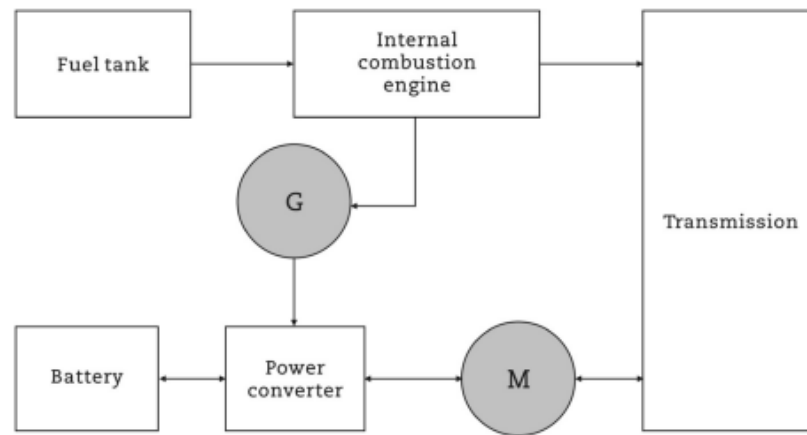 Fuel tank
Internal
combustion
engine
G
Transmission
Battery
Power
converter
M